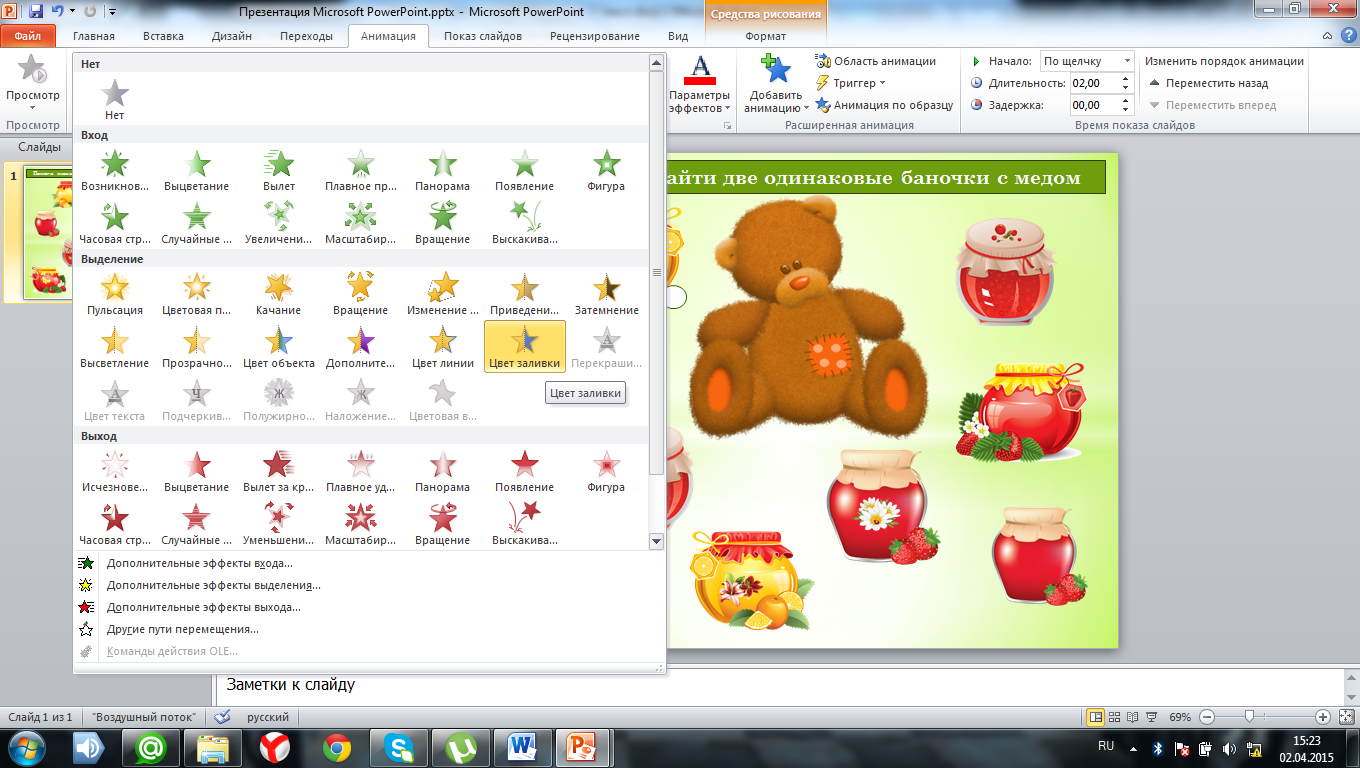 Презентация Microsoft PowerPoint.pptx - Microsoft PowerPoint
Средства рисования
Файл Главная Вставка Дизайн Переходы Анимация Показ слайдов Рецензирование Вид Формат
Просмотр
Просмотр
Параметры эффектов
Добавить анимацию
Область анимации
Триггер
Анимация по образцу
Расширенная анимация
Начало: По щелчку
Длительность: 02,00
Задержка: 00,00
Изменить порядок анимации
Переместить назад
Переместить вперед
Время показа слайдов
Слайды
1
Нет
Нет
Вход
Возникнов... Выцветание Вылет Плавное пр... Панорама Появление Фигура
Часовая стр... Случайные ... Увеличени... Масштабир... Вращение Выскакива...
Выделение
Пульсация Цветовая п... Качание Вращение Изменение ... Приведени... Затемнение
Высветление Прозрачно... Цвет объекта Дополните... Цвет линии Цвет заливки Перекраши...
Цвет заливки
Цвет текста Подчеркив... Полужирно... Наложение... Цветовая в...
Выход
Исчезнове... Выцветание Вылет за кр... Плавное уд... Панорама Появление Фигура
Часовая стр... Случайные ... Уменьшени... Масштабир... Вращение Выскакива...
Дополнительные эффекты входа...
Дополнительные эффекты выделения...
Дополнительные эффекты выхода...
Другие пути перемещения...
Команды действия OLE...
айти две одинаковые баночки с медом
Заметки к слайду
Слайд 1 из 1 "Воздушный поток" русский 69%
RU 15:23
02.04.2015